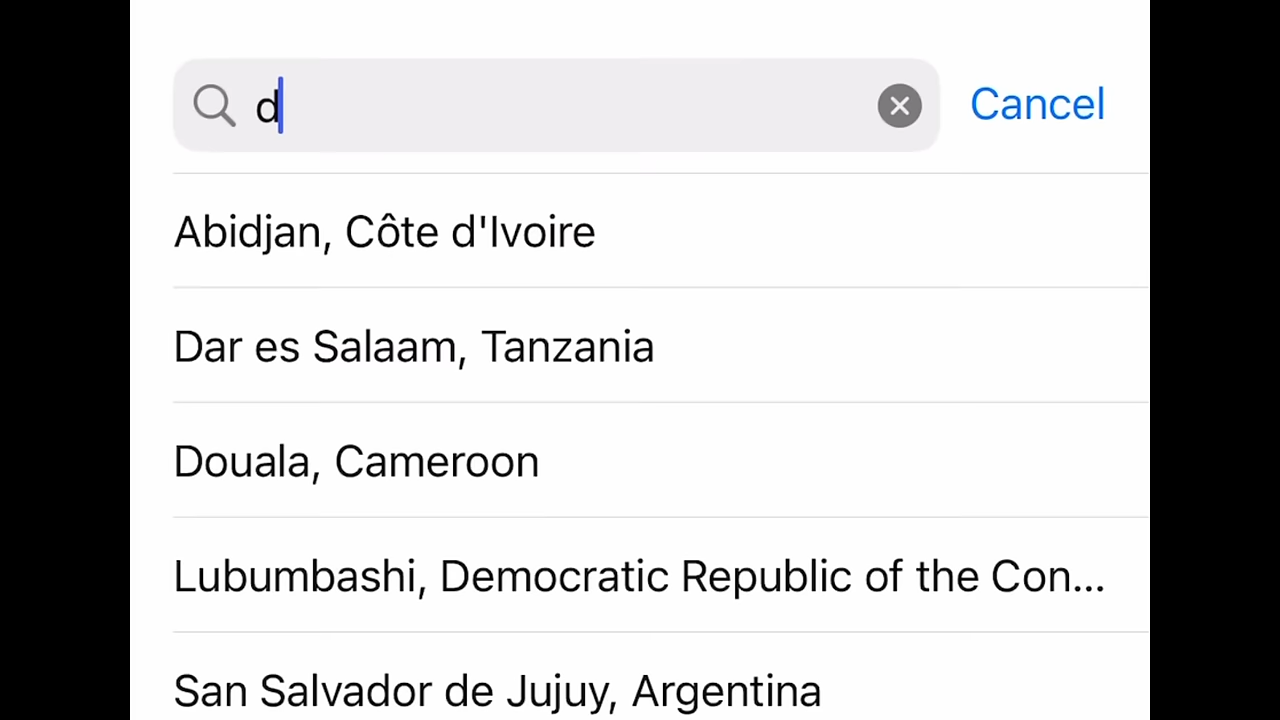 d
Cancel
Abidjan, Côte d'Ivoire
Dar es Salaam, Tanzania
Douala, Cameroon
Lubumbashi, Democratic Republic of the Con...
San Salvador de Jujuy, Argentina